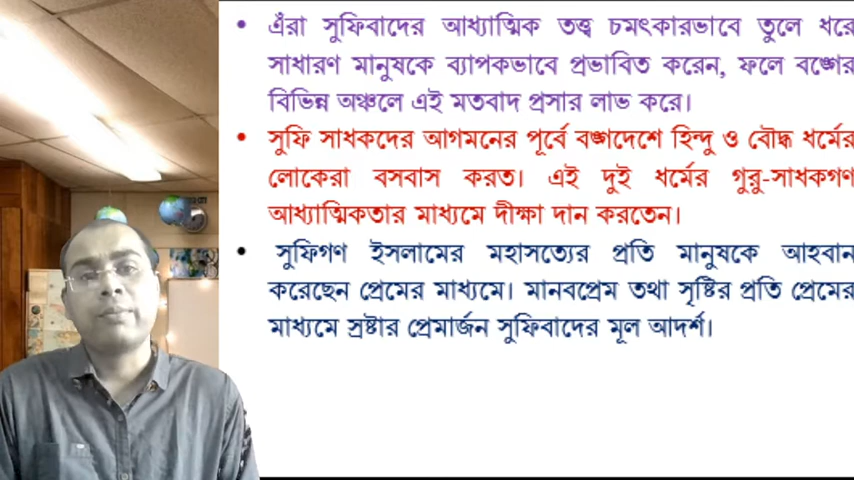 • এঁরা সুফিবাদের আধ্যাত্মিক তত্ত্ব চমৎকারভাবে তুলে ধরে
সাধারণ মানুষকে ব্যাপকভাবে প্রভাবিত করেন, ফলে বঙ্গের
বিভিন্ন অঞ্চলে এই মতবাদ প্রসার লাভ করে।
• সুফি সাধকদের আগমনের পূর্বে বঙ্গদেশে হিন্দু ও বৌদ্ধ ধর্মের
লোকেরা বসবাস করত। এই দুই ধর্মের গুরু-সাধকগণ
আধ্যাত্মিকতার মাধ্যমে দীক্ষা দান করতেন।
• সুফিগণ ইসলামের মহাসত্যের প্রতি মানুষকে আহবান
করেছেন প্রেমের মাধ্যমে। মানবপ্রেম তথা সৃষ্টির প্রতি প্রেমের
মাধ্যমে স্রষ্টার প্রেমার্জন সুফিবাদের মূল আদর্শ।